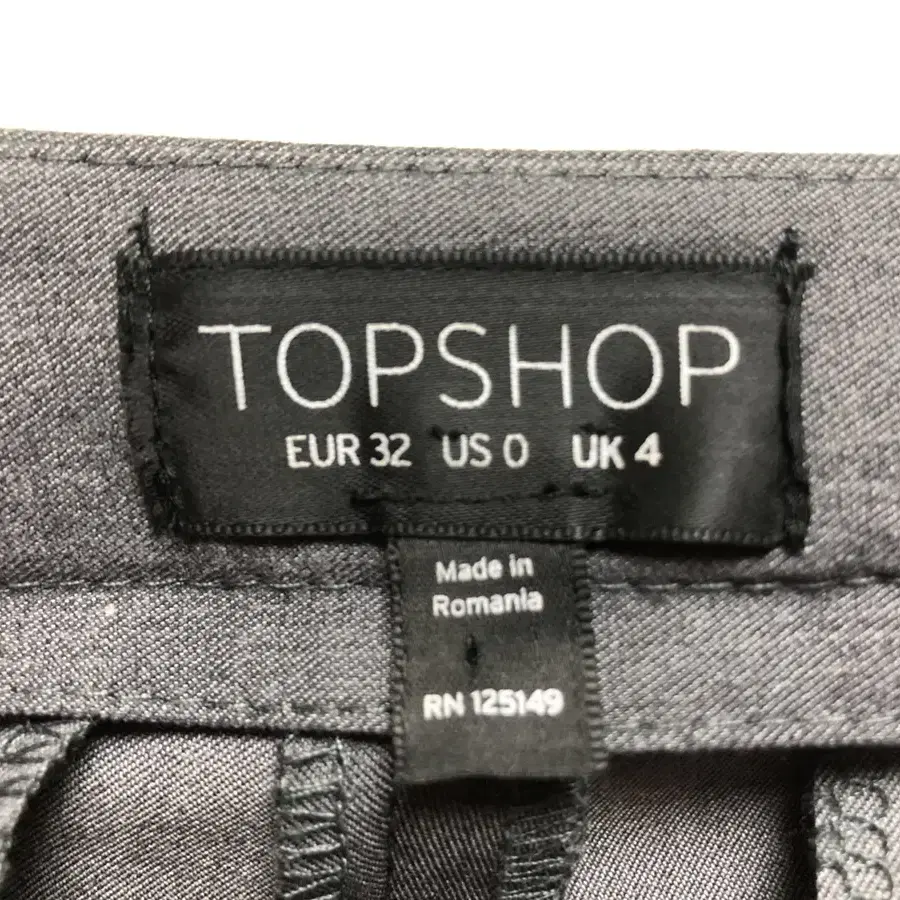 TOPSHOP
EUR 32 US 0 UK 4
Made in
Romania
RN 125149